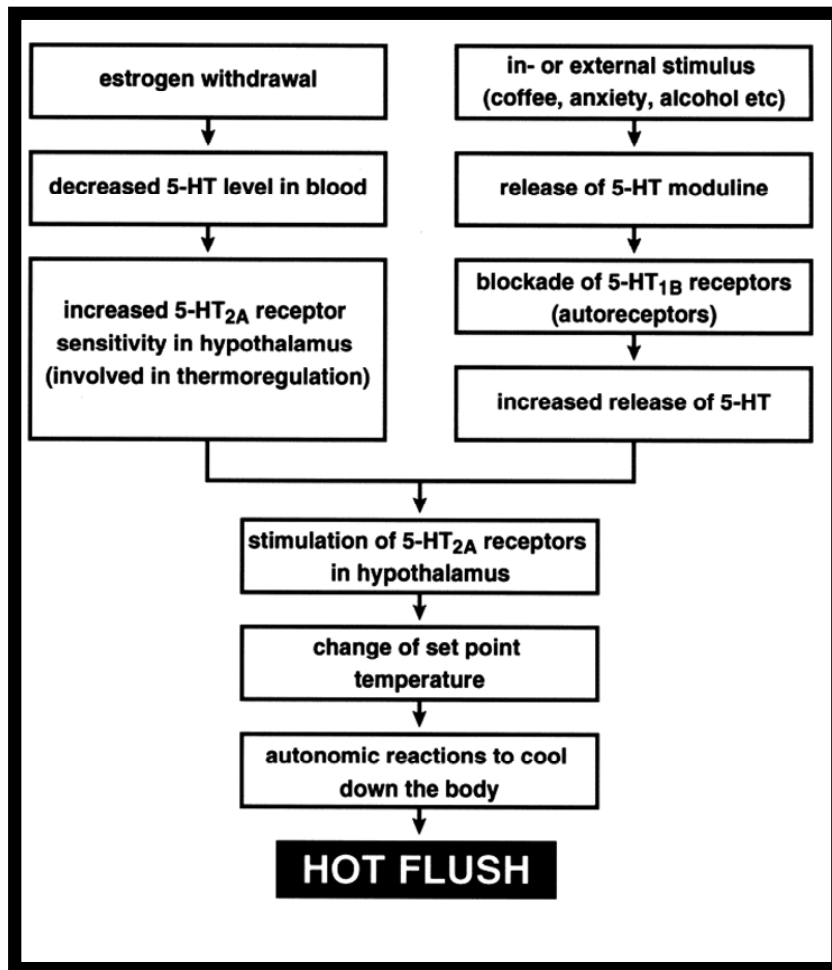 estrogen withdrawal
decreased 5-HT level in blood
increased 5-HT2A receptor
sensitivity in hypothalamus
(involved in thermoregulation)
in- or external stimulus
(coffee, anxiety, alcohol etc)
release of 5-HT moduline
blockade of 5-HT1B receptors
(autoreceptors)
increased release of 5-HT
stimulation of 5-HT2A receptors
in hypothalamus
change of set point
temperature
autonomic reactions to cool
down the body
HOT FLUSH